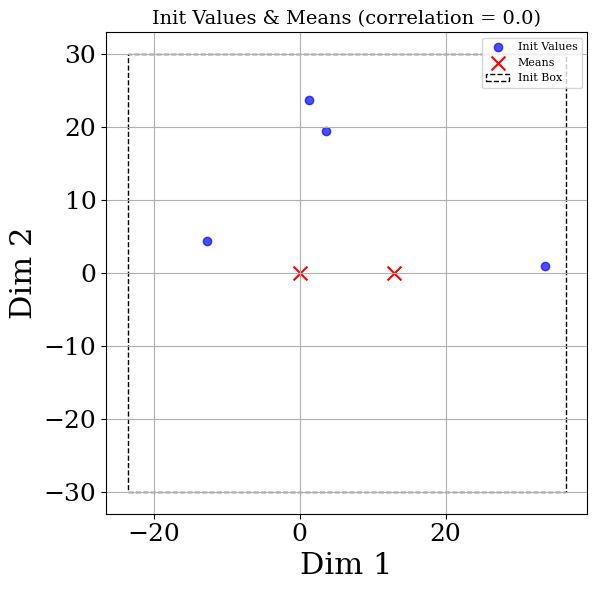 Init Values & Means (correlation = 0.0)
Init Values
Means
Init Box
30
20
10
0
−10
−20
−30
Dim 2
−20
0
20
Dim 1